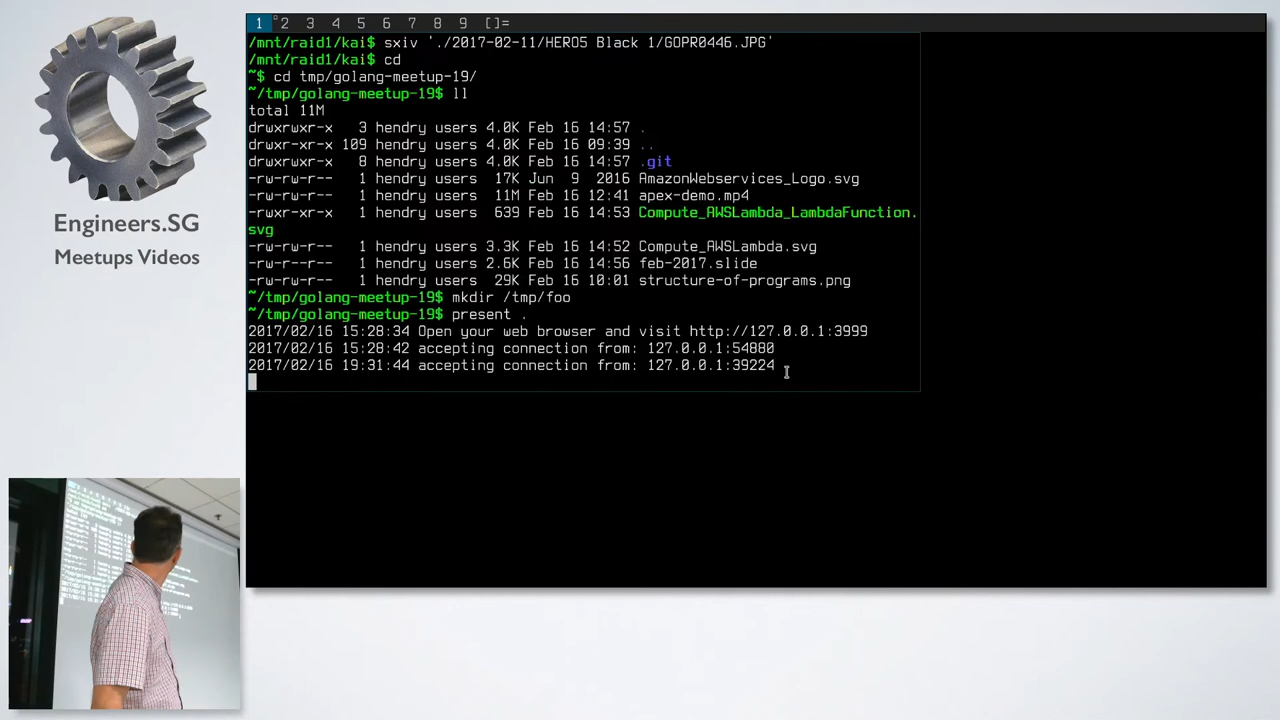 1 2 3 4 5 6 7 8 9 []=
/mnt/raid1/kai$ sxiv './2017-02-11/HERO5 Black 1/GOPR0446.JPG'
/mnt/raid1/kai$ cd
~$ cd tmp/golang-meetup-19/
~/tmp/golang-meetup-19$ ll
total 11M
drwxrwxr-x   3 hendry users 4.0K Feb 16 14:57 .
drwxr-xr-x 109 hendry users 4.0K Feb 16 09:39 ..
drwxrwxr-x   8 hendry users 4.0K Feb 16 14:57 .git
-rw-rw-r--   1 hendry users  17K Jun  9  2016 AmazonWebservices_Logo.svg
-rw-rw-r--   1 hendry users  11M Feb 16 12:41 apex-demo.mp4
-rwxr-xr-x   1 hendry users  639 Feb 16 14:53 Compute_AWSLambda_LambdaFunction.
svg
-rw-rw-r--   1 hendry users 3.3K Feb 16 14:52 Compute_AWSLambda.svg
-rw-r--r--   1 hendry users 2.6K Feb 16 14:56 feb-2017.slide
-rw-rw-r--   1 hendry users  29K Feb 16 10:01 structure-of-programs.png
~/tmp/golang-meetup-19$ mkdir /tmp/foo
~/tmp/golang-meetup-19$ present .
2017/02/16 15:28:34 Open your web browser and visit http://127.0.0.1:3999
2017/02/16 15:28:42 accepting connection from: 127.0.0.1:54880
2017/02/16 19:31:44 accepting connection from: 127.0.0.1:39224
Engineers.SG
Meetups Videos